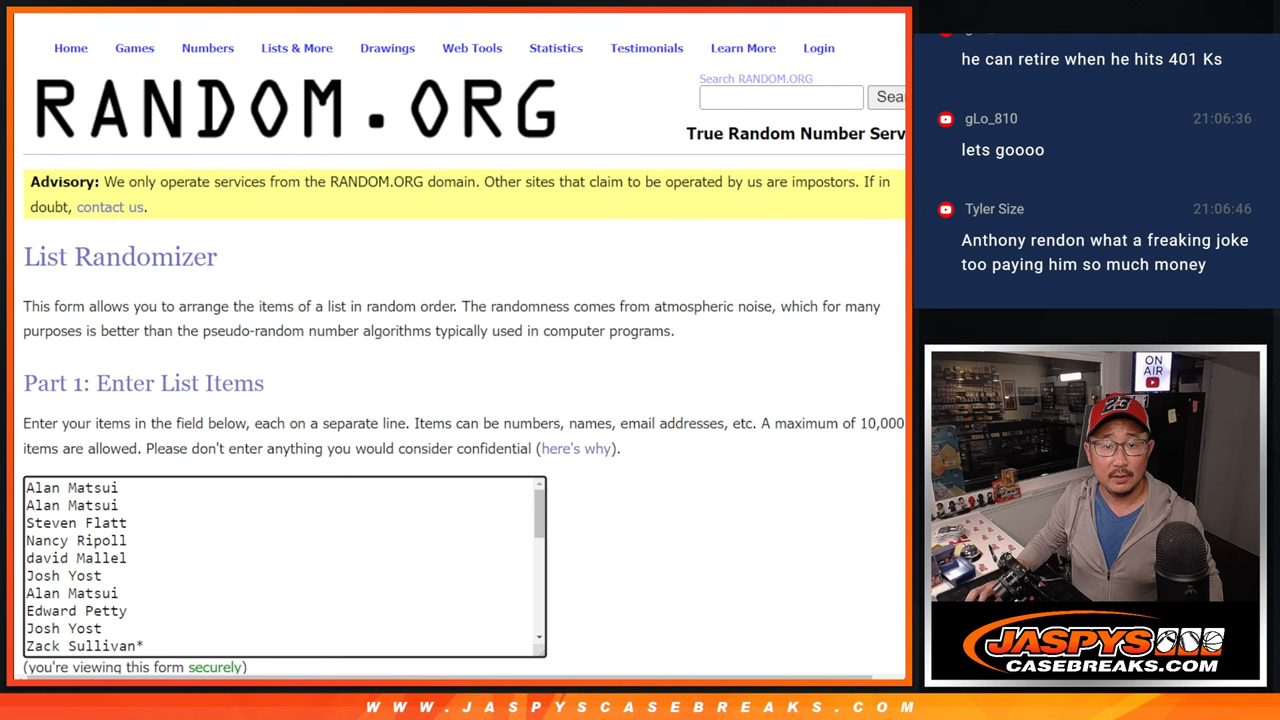 Home Games Numbers Lists & More Drawings Web Tools Statistics Testimonials Learn More Login
RANDOM.ORG
Search RANDOM.ORG
Sea
True Random Number Serv
Advisory: We only operate services from the RANDOM.ORG domain. Other sites that claim to be operated by us are impostors. If in
doubt, contact us.
List Randomizer
This form allows you to arrange the items of a list in random order. The randomness comes from atmospheric noise, which for many
purposes is better than the pseudo-random number algorithms typically used in computer programs.
Part 1: Enter List Items
Enter your items in the field below, each on a separate line. Items can be numbers, names, email addresses, etc. A maximum of 10,000
items are allowed. Please don't enter anything you would consider confidential (here's why).
Alan Matsui
Alan Matsui
Steven Flatt
Nancy Ripoll
david Mallel
Josh Yost
Alan Matsui
Edward Petty
Josh Yost
Zack Sullivan*
(you're viewing this form securely)
he can retire when he hits 401 Ks
gLo_810 21:06:36
lets goooo
Tyler Size 21:06:46
Anthony rendon what a freaking joke
too paying him so much money
ON
AIR
23
JASPYS
CASEBREAKS.COM
WWW.JASPYSCASEBREAKS.COM